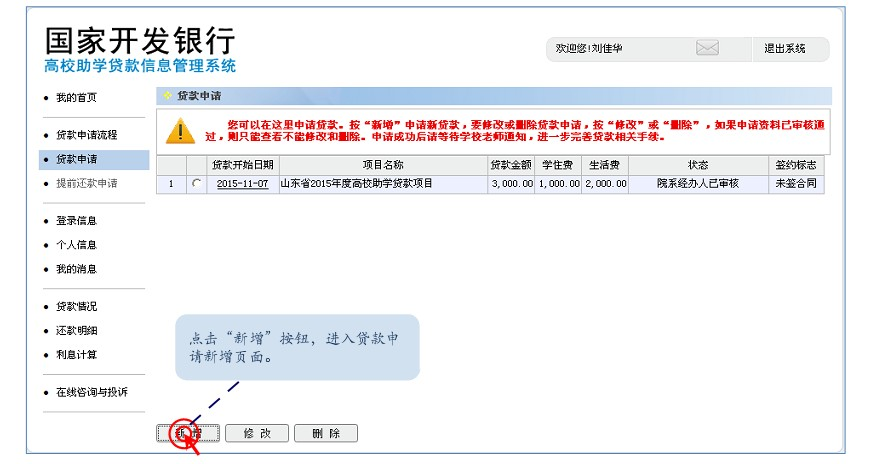 国家开发银行
高校助学贷款信息管理系统
欢迎您!刘佳华
退出系统
我的首页
贷款申请流程
贷款申请
提前还款申请
登录信息
个人信息
我的消息
贷款情况
还款明细
利息计算
在线咨询与投诉
贷款申请
您可以在这里申请贷款。按“新增”申请新贷款，要修改或删除贷款申请，按“修改”或“删除”，如果申请资料已审核通
过，则只能查看不能修改和删除。申请成功后请等待学校老师通知，进一步完善贷款相关手续。
贷款开始日期 项目名称 贷款金额 学住费 生活费 状态 签约标志
1 2015-11-07 山东省2015年度高校助学贷款项目 3,000.00 1,000.00 2,000.00 院系经办人已审核 未签合同
点击“新增”按钮，进入贷款申
请新增页面。
新 增 修 改 删 除